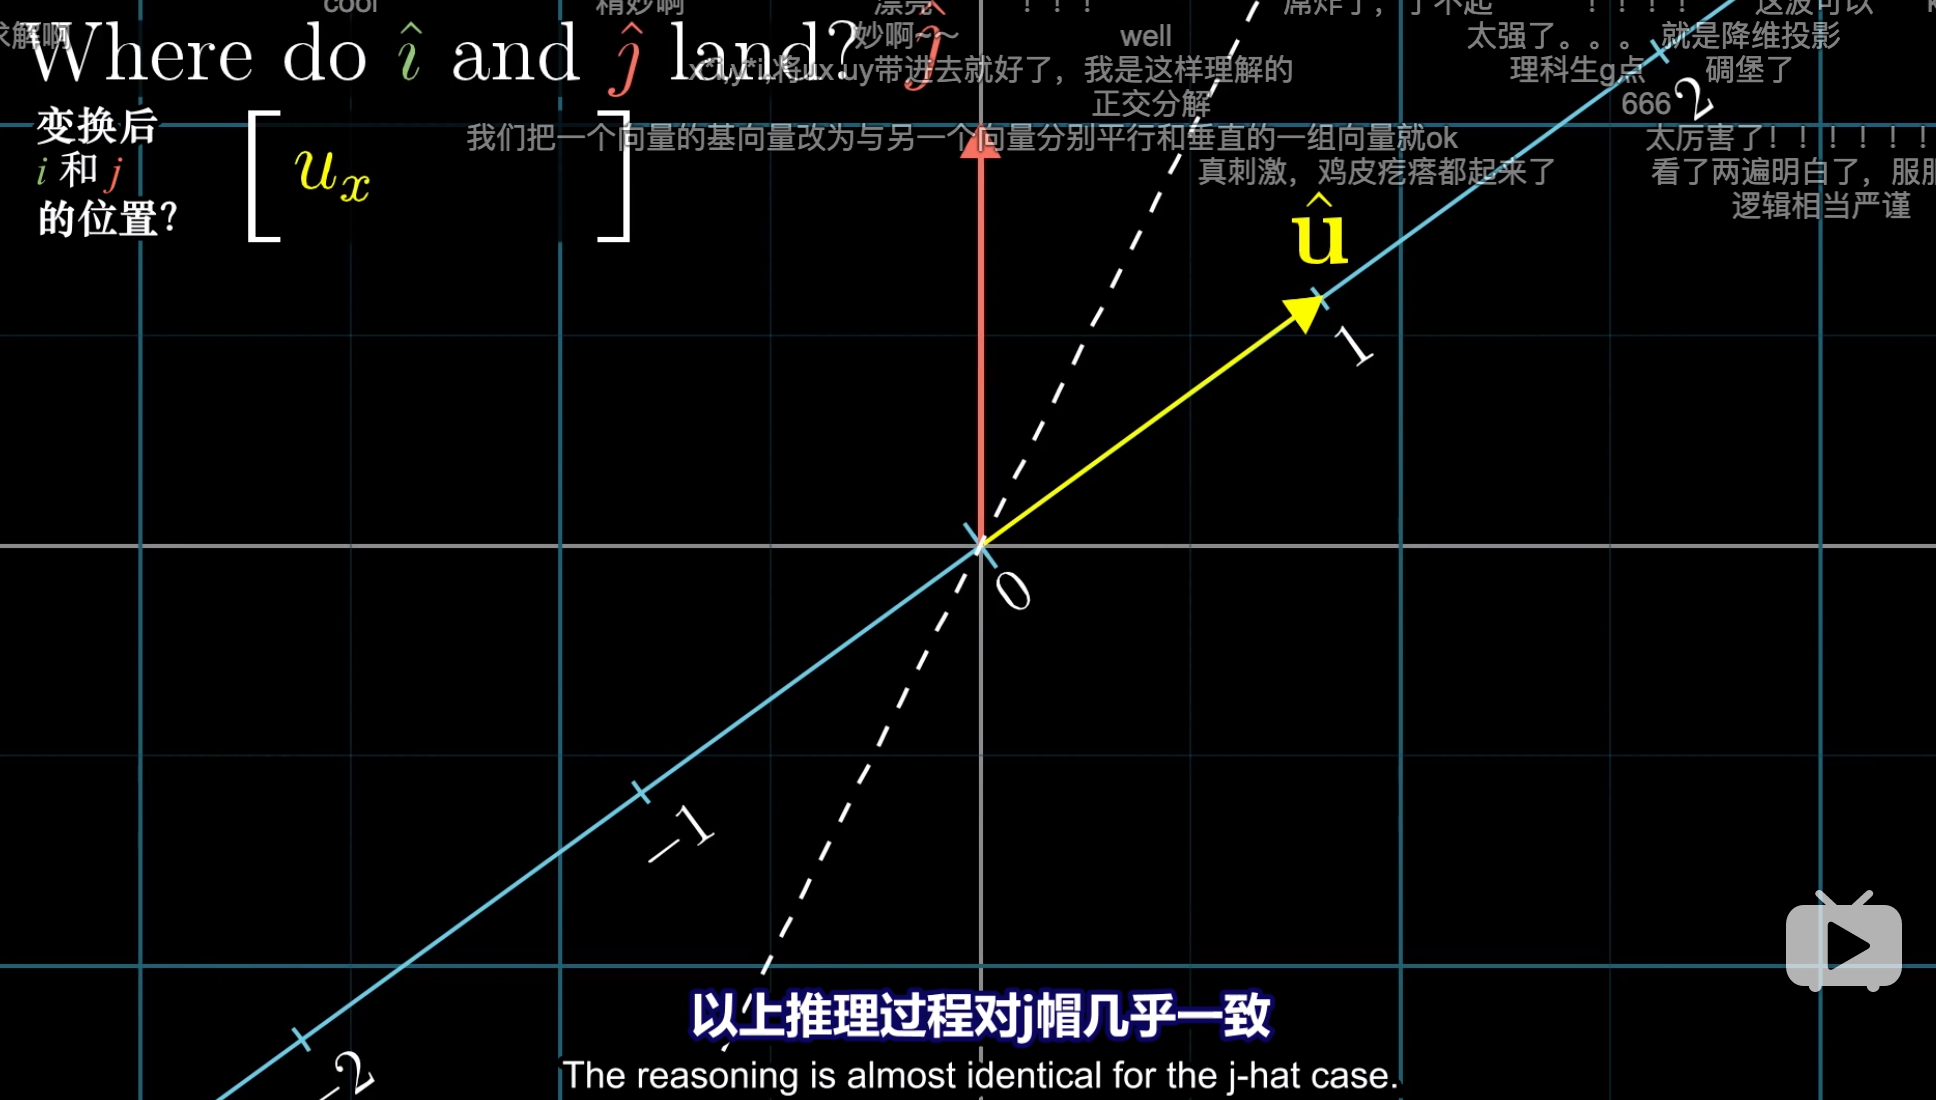 cool
精妙啊
漂亮
！！！
席炸了，了不起
！！！！
这波可以
求解啊
Where do î and ĵ land?
ĵ
妙啊~~
well
太强了。。。
就是降维投影
将ux uy带进去就好了，我是这样理解的
理科生g点
碉堡了
正交分解
666
2
变换后
i 和 j
的位置？
[ uₓ ]
我们把一个向量的基向量改为与另一个向量分别平行和垂直的一组向量就ok
太厉害了！！！！！！
真刺激，鸡皮疙瘩都起来了
看了两遍明白了，服
逻辑相当严谨
û
1
0
−1
−2
以上推理过程对j帽几乎一致
The reasoning is almost identical for the j-hat case.